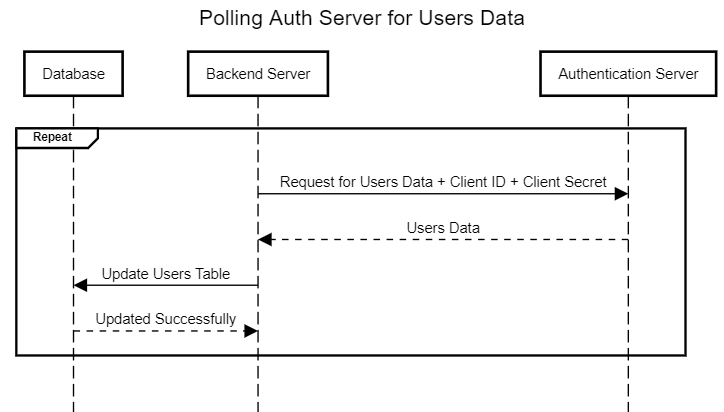 Polling Auth Server for Users Data
Database
Backend Server
Authentication Server
Repeat
Request for Users Data + Client ID + Client Secret
Users Data
Update Users Table
Updated Successfully